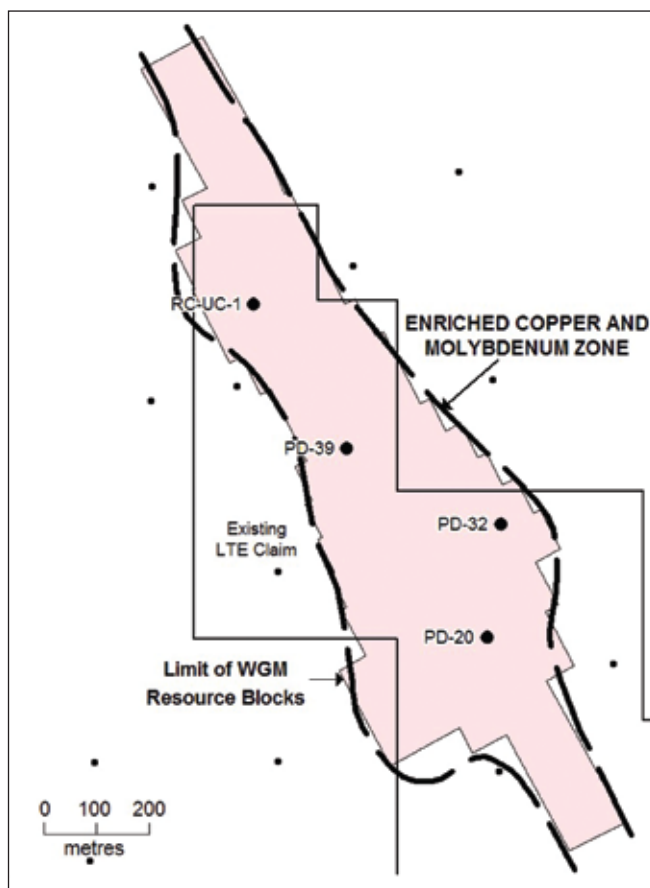 RC-UC-1
ENRICHED COPPER AND
MOLYBDENUM ZONE
PD-39
PD-32
Existing
LTE Claim
PD-20
Limit of WGM
Resource Blocks
0 100 200
metres